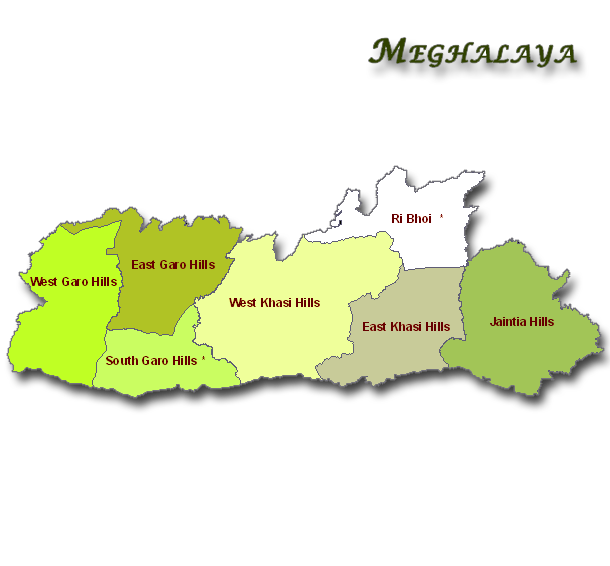 MEGHALAYA
Ri Bhoi *
East Garo Hills
West Garo Hills
West Khasi Hills
Jaintia Hills
East Khasi Hills
South Garo Hills *